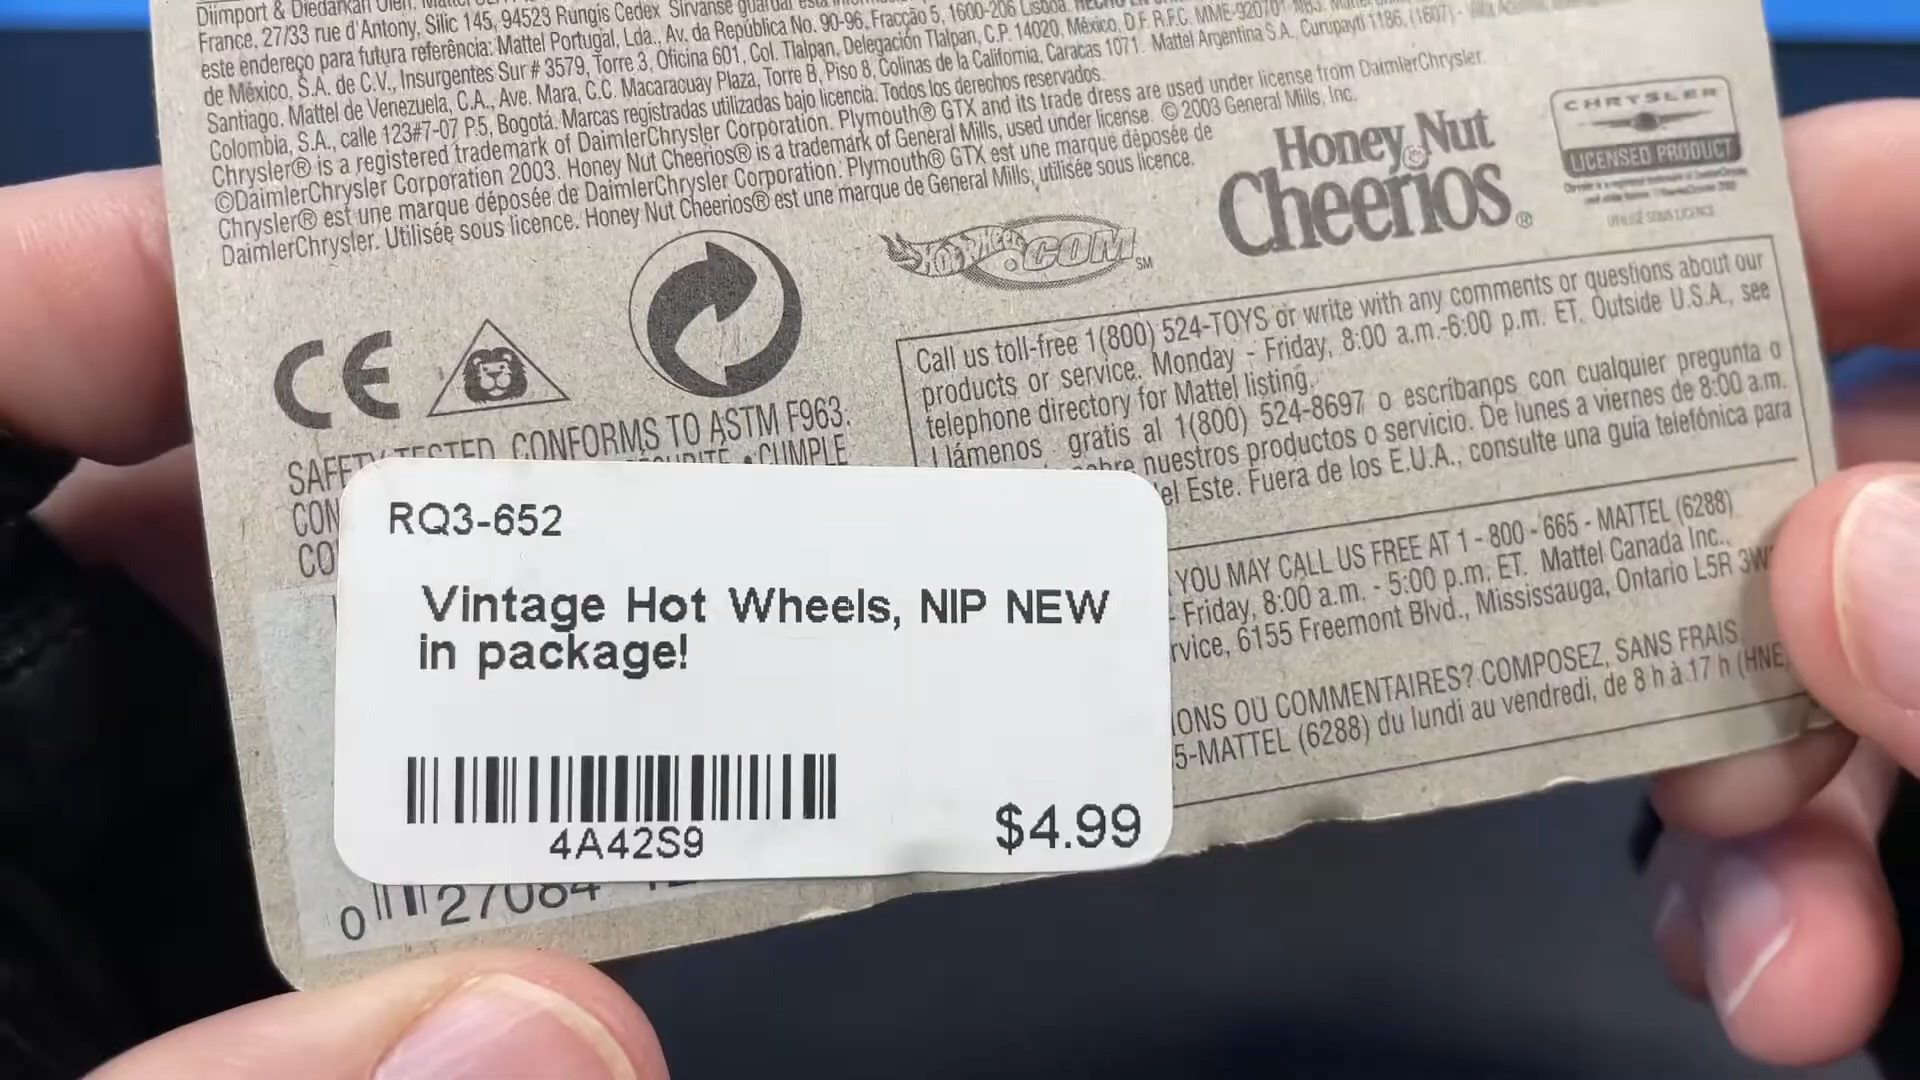 Diimport & Diedarkan Oleh:
France, 27/33 rue d'Antony, Silic 145, 94523 Rungis Cedex Sírvanse guardar esta
este endereço para futura referência: Mattel Portugal, Lda., Av. da República No. 90-96, Fracção 5, 1600-206 Lisboa.
de México, S.A. de C.V., Insurgentes Sur # 3579, Torre 3, Oficina 601, Col. Tlalpan, Delegación Tlalpan, C.P. 14020, México, D.F. R.F.C. MME-920701
Santiago. Mattel de Venezuela, C.A., Ave. Mara, C.C. Macaracuay Plaza, Torre B, Piso 8, Colinas de la California, Caracas 1071. Mattel Argentina S.A., Curupaytí 1186, (1607) -
Colombia, S.A., calle 123#7-07 P.5, Bogotá. Marcas registradas utilizadas bajo licencia. Todos los derechos reservados.
Chrysler® is a registered trademark of DaimlerChrysler Corporation. Plymouth® GTX and its trade dress are used under license from DaimlerChrysler.
©DaimlerChrysler Corporation 2003. Honey Nut Cheerios® is a trademark of General Mills, used under license. © 2003 General Mills, Inc.
Chrysler® est une marque déposée de DaimlerChrysler Corporation. Plymouth® GTX est une marque déposée de
DaimlerChrysler. Utilisée sous licence. Honey Nut Cheerios® est une marque de General Mills, utilisée sous licence.
Honey Nut
Cheerios®
CHRYSLER
LICENSED PRODUCT
UTILISÉ SOUS LICENCE
HOT WHEELS.COM SM
CE
SAFETY TESTED. CONFORMS TO ASTM F963.
CUMPLE
Call us toll-free 1(800) 524-TOYS or write with any comments or questions about our
products or service. Monday - Friday, 8:00 a.m.-6:00 p.m. ET. Outside U.S.A., see
telephone directory for Mattel listing.
Llámenos gratis al 1(800) 524-8697 o escríbanos con cualquier pregunta o
sobre nuestros productos o servicio. De lunes a viernes de 8:00 a.m.
del Este. Fuera de los E.U.A., consulte una guía telefónica para
YOU MAY CALL US FREE AT 1 - 800 - 665 - MATTEL (6288)
- Friday, 8:00 a.m. - 5:00 p.m. ET. Mattel Canada Inc.,
rvice, 6155 Freemont Blvd., Mississauga, Ontario L5R 3W
IONS OU COMMENTAIRES? COMPOSEZ, SANS FRAIS
5-MATTEL (6288) du lundi au vendredi, de 8 h à 17 h (HNE
RQ3-652
Vintage Hot Wheels, NIP NEW
in package!
4A42S9
$4.99
0 27084